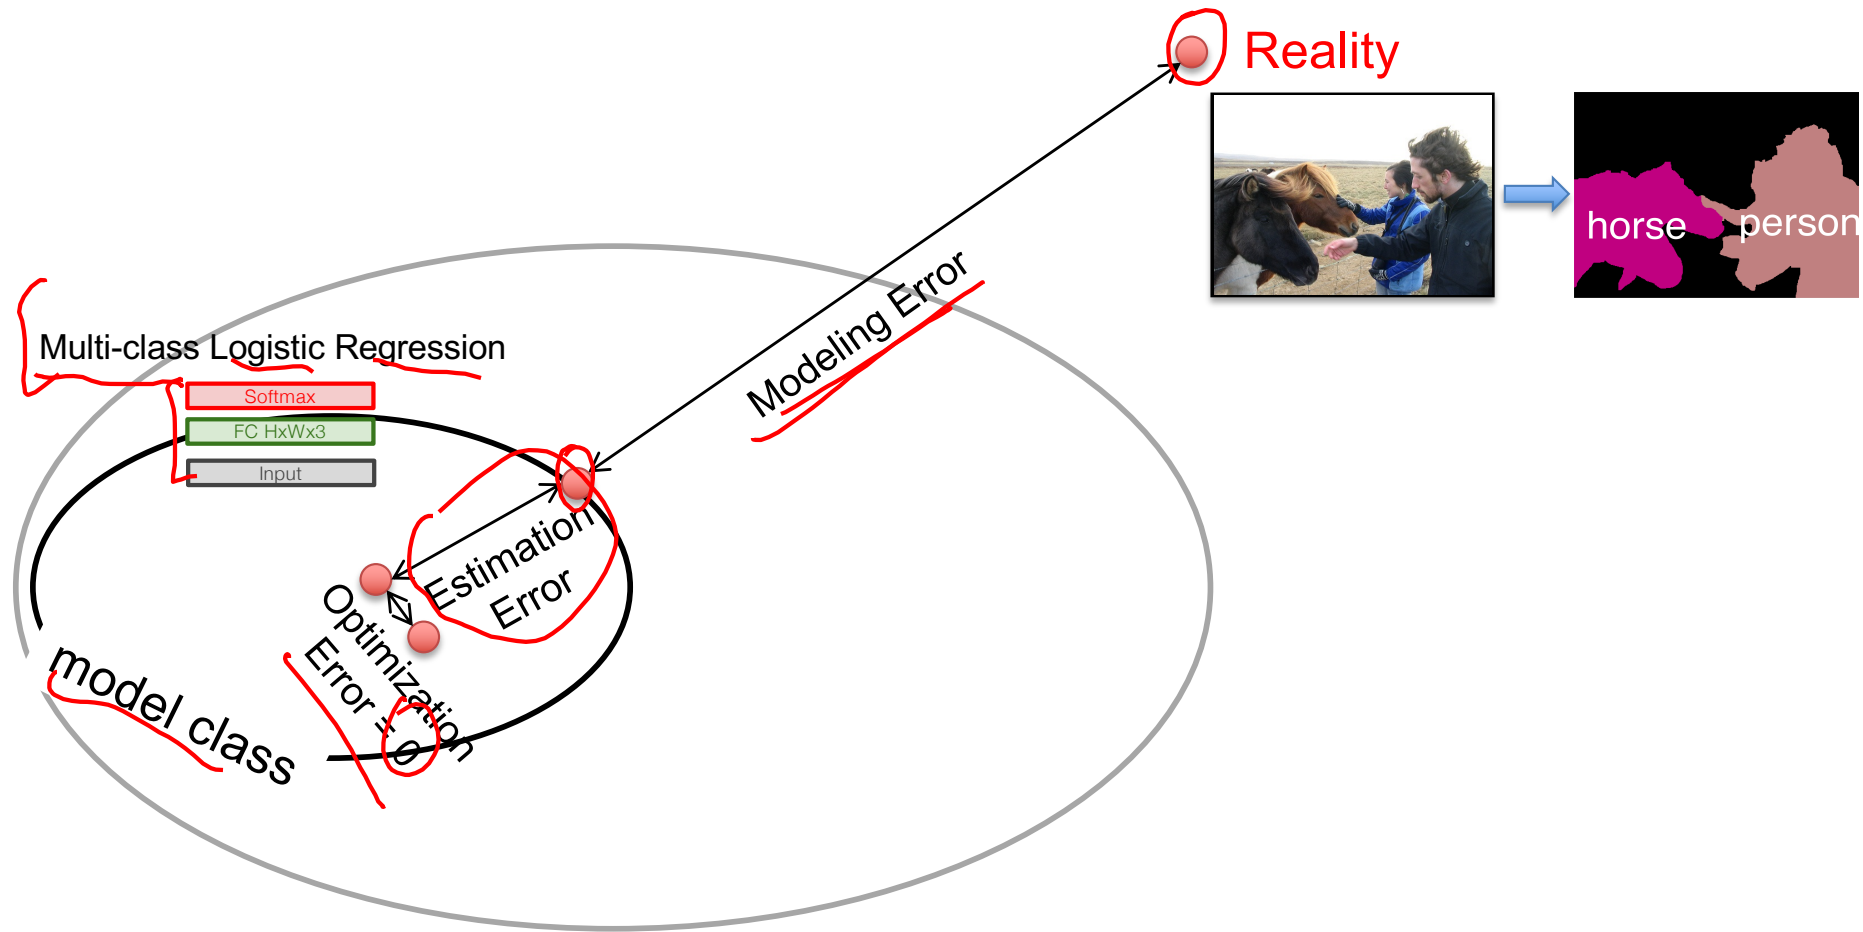 Reality
horse
person
Modeling Error
Multi-class Logistic Regression
Softmax
FC HxWx3
Input
Estimation
Error
Optimization
Error = 0
model class